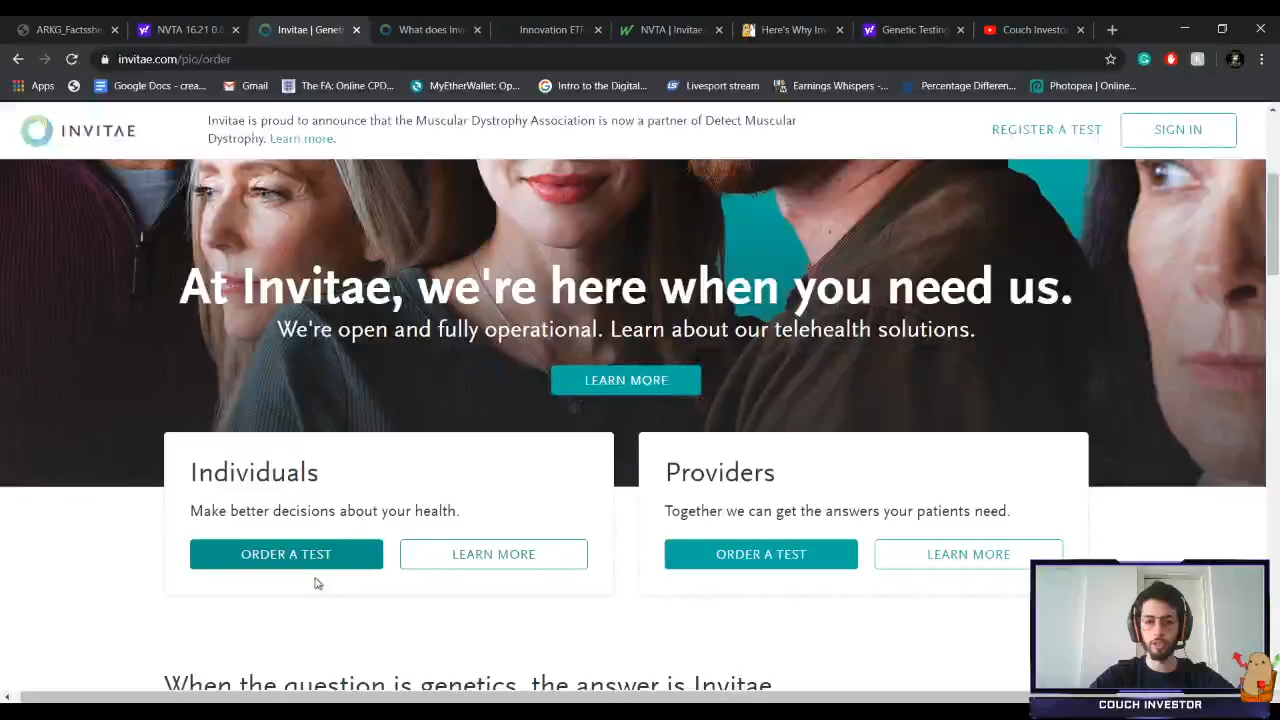 ARKG_Factsshe
NVTA 16.21 0.8
Invitae | Geneti
What does Invi
Innovation ETF
NVTA | Invitae
Here's Why Inv
Genetic Testing
Couch Investor
invitae.com/pio/order
Apps
Google Docs - crea...
Gmail
The FA: Online CPD...
MyEtherWallet: Op...
Intro to the Digital...
Livesport stream
Earnings Whispers -...
Percentage Differen...
Photopea | Online...
INVITAE
Invitae is proud to announce that the Muscular Dystrophy Association is now a partner of Detect Muscular
Dystrophy. Learn more.
REGISTER A TEST
SIGN IN
At Invitae, we're here when you need us.
We're open and fully operational. Learn about our telehealth solutions.
LEARN MORE
Individuals
Make better decisions about your health.
ORDER A TEST
LEARN MORE
Providers
Together we can get the answers your patients need.
ORDER A TEST
LEARN MORE
When the question is genetics, the answer is Invitae
COUCH INVESTOR